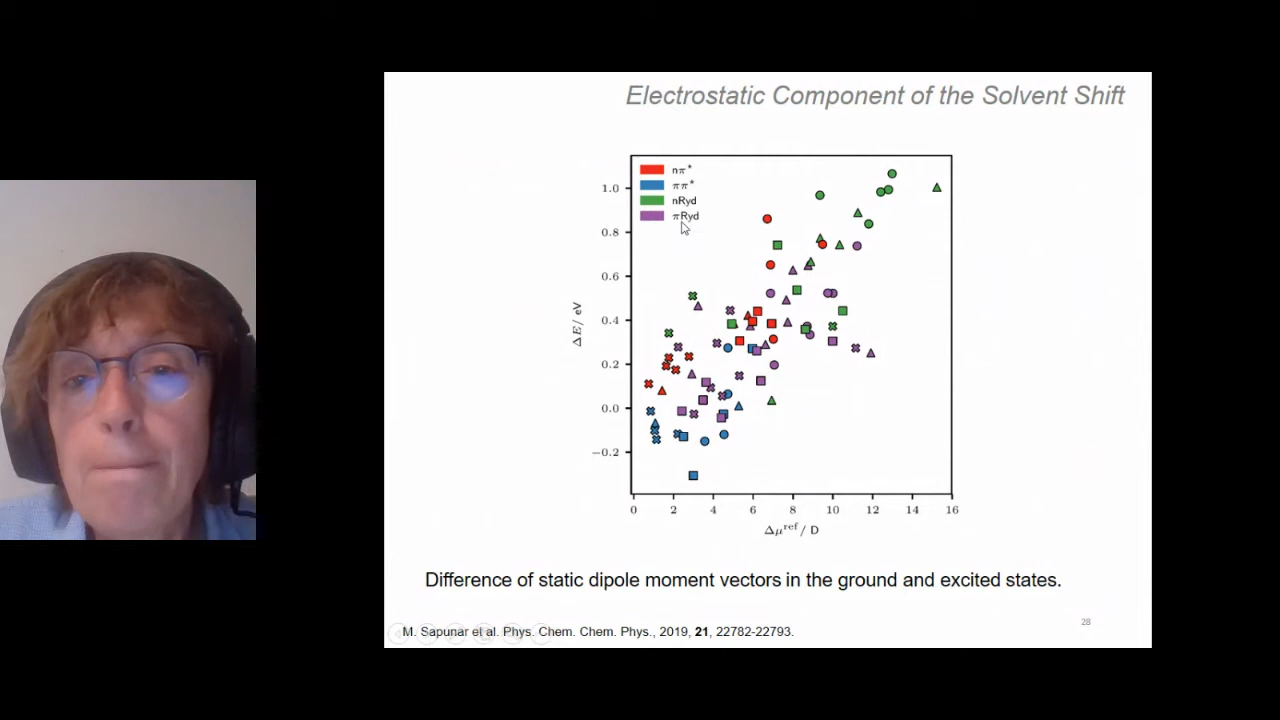 Electrostatic Component of the Solvent Shift
nπ*
ππ*
nRyd
πRyd
1.0
0.8
0.6
0.4
0.2
0.0
−0.2
ΔE / eV
0 2 4 6 8 10 12 14 16
Δμ^ref / D
Difference of static dipole moment vectors in the ground and excited states.
28
M. Sapunar et al. Phys. Chem. Chem. Phys., 2019, 21, 22782-22793.